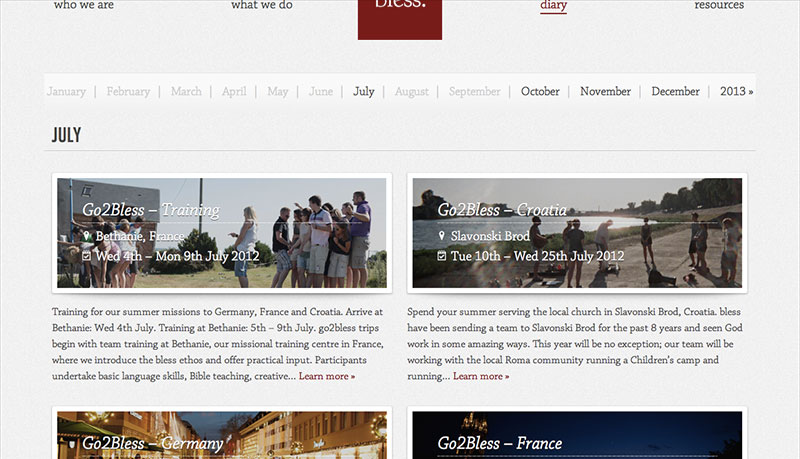 who we are what we do bless. diary resources
January | February | March | April | May | June | July | August | September | October | November | December | 2013 »
JULY
Go2Bless – Training
Bethanie, France
Wed 4th – Mon 9th July 2012
Training for our summer missions to Germany, France and Croatia. Arrive at
Bethanie: Wed 4th July. Training at Bethanie: 5th – 9th July. go2bless trips
begin with team training at Bethanie, our missional training centre in France,
where we introduce the bless ethos and offer practical input. Participants
undertake basic language skills, Bible teaching, creative... Learn more »
Go2Bless – Croatia
Slavonski Brod
Tue 10th – Wed 25th July 2012
Spend your summer serving the local church in Slavonski Brod, Croatia. bless
have been sending a team to Slavonski Brod for the past 8 years and seen God
work in some amazing ways. This year will be no exception; our team will be
working with the local Roma community running a Children's camp and
running... Learn more »
Go2Bless – Germany
Go2Bless – France